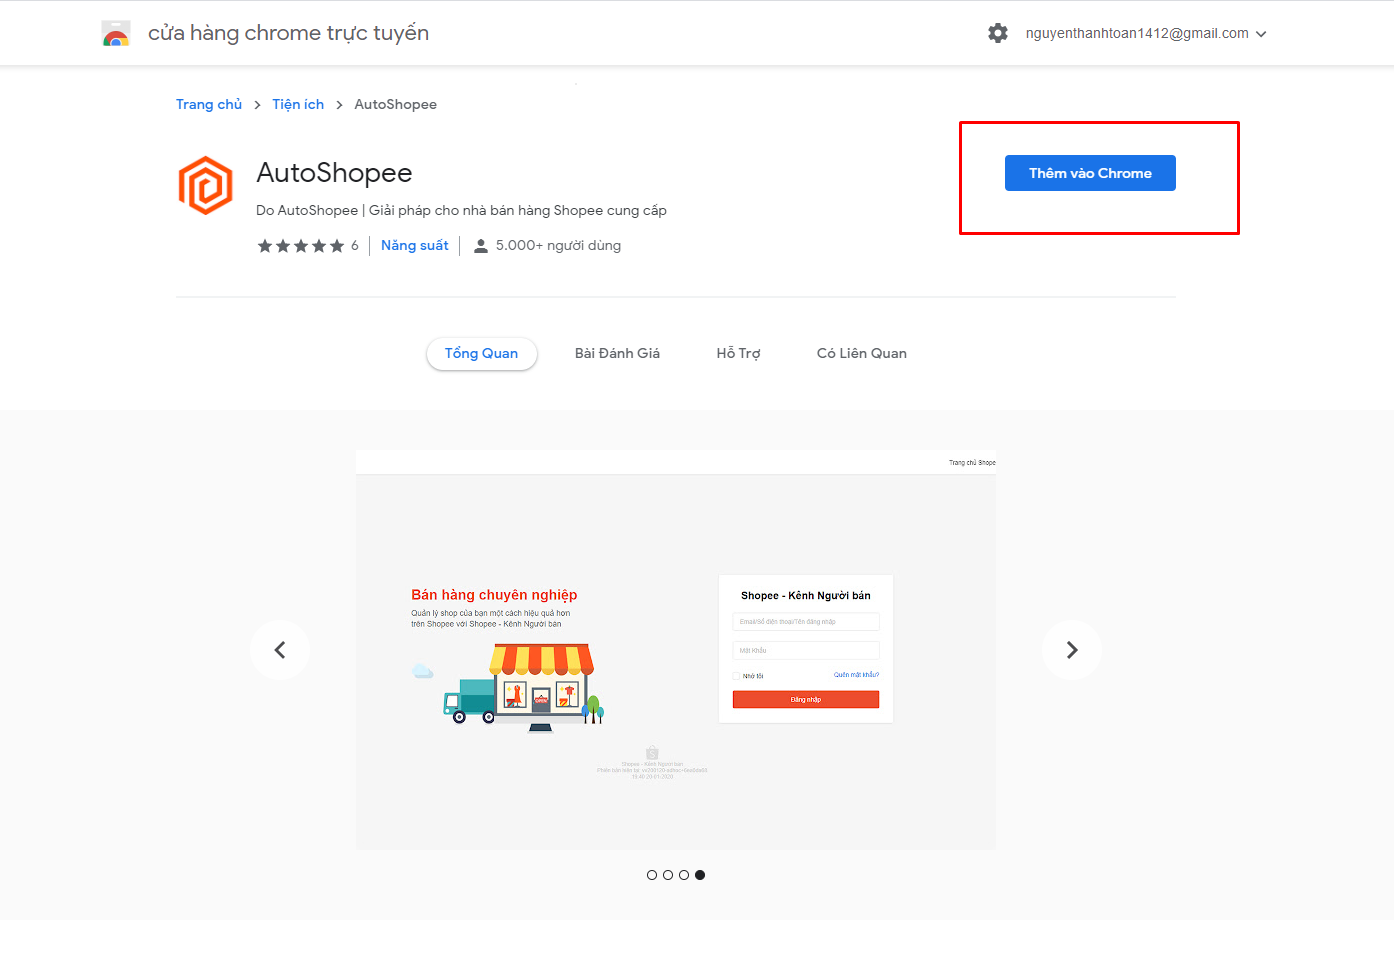 cửa hàng chrome trực tuyến
nguyenthanhtoan1412@gmail.com
Trang chủ > Tiện ích > AutoShopee
AutoShopee
Thêm vào Chrome
Do AutoShopee | Giải pháp cho nhà bán hàng Shopee cung cấp
6 Năng suất 5.000+ người dùng
Tổng Quan Bài Đánh Giá Hỗ Trợ Có Liên Quan
Trang chủ Shope
Bán hàng chuyên nghiệp
Quản lý shop của bạn một cách hiệu quả hơn
trên Shopee với Shopee - Kênh Người bán
Shopee - Kênh Người bán
Email/Số điện thoại/Tên đăng nhập
Mật Khẩu
Nhớ tôi
Quên mật khẩu?
Đăng nhập
OPEN
Shopee - Kênh Người bán